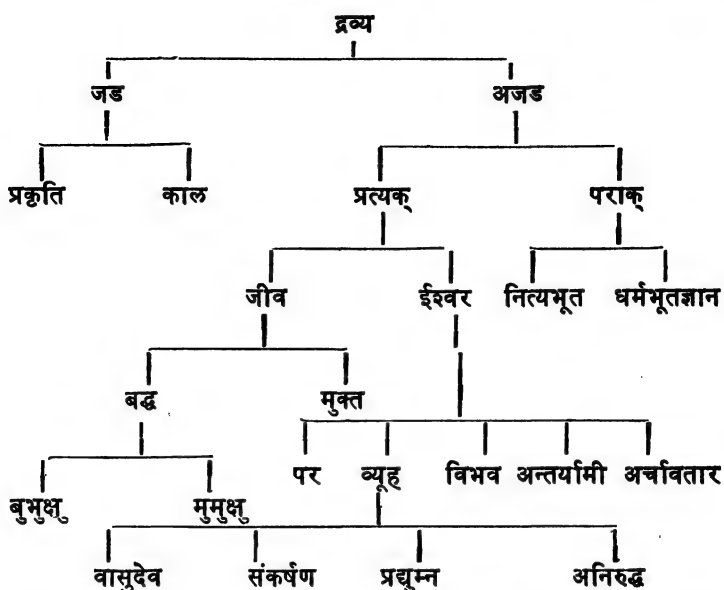 द्रव्य
जड अजड
प्रकृति काल प्रत्यक् पराक्
जीव ईश्वर नित्यभूत धर्मभूतज्ञान
बद्ध मुक्त
पर व्यूह विभव अन्तर्यामी अर्चावतार
बुभुक्षु मुमुक्षु
वासुदेव संकर्षण प्रद्युम्न अनिरुद्ध